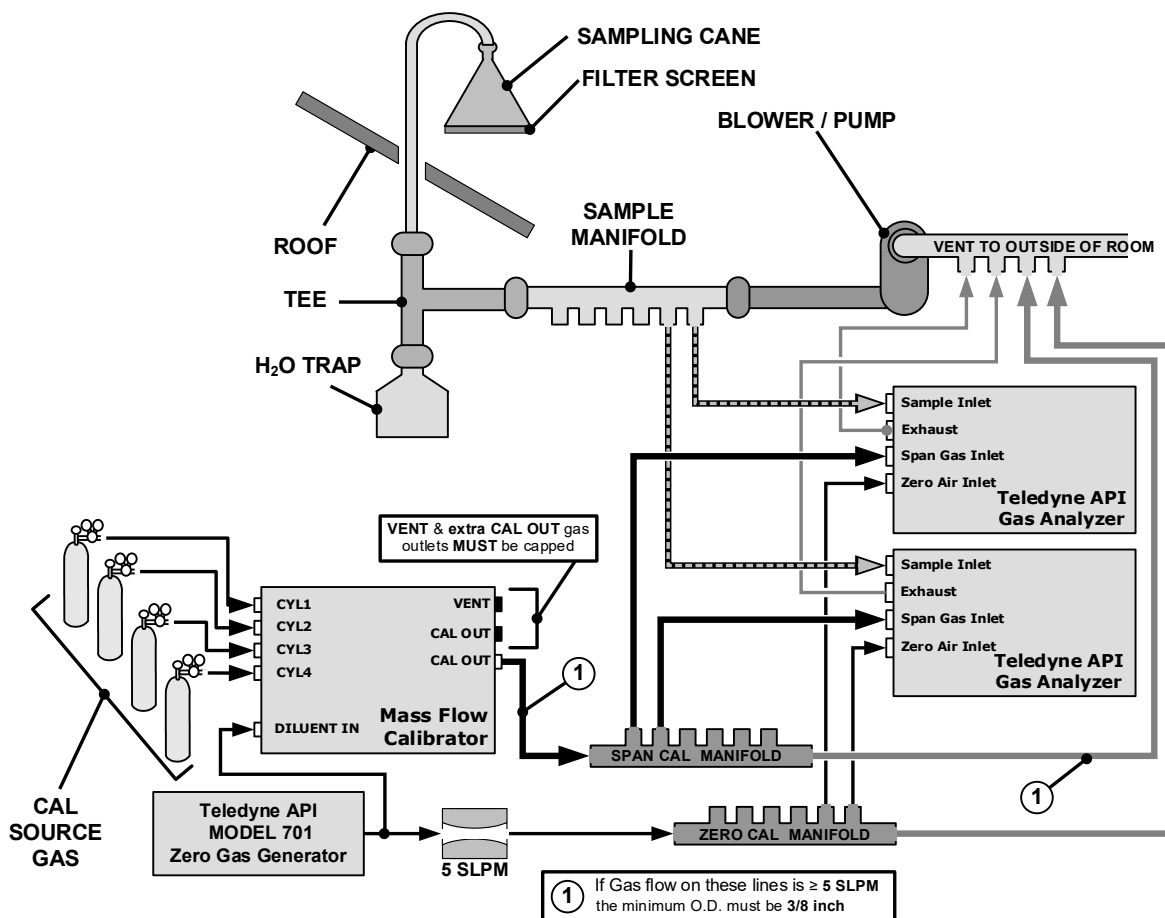 SAMPLING CANE
FILTER SCREEN
BLOWER / PUMP
ROOF
SAMPLE
MANIFOLD
VENT TO OUTSIDE OF ROOM
TEE
H₂O TRAP
Sample Inlet
Exhaust
Span Gas Inlet
Zero Air Inlet
Teledyne API
Gas Analyzer
VENT & extra CAL OUT gas
outlets MUST be capped
Sample Inlet
Exhaust
Span Gas Inlet
Zero Air Inlet
Teledyne API
Gas Analyzer
CYL1
CYL2
CYL3
CYL4
DILUENT IN
VENT
CAL OUT
CAL OUT
Mass Flow
Calibrator
1
SPAN CAL MANIFOLD
1
CAL
SOURCE
GAS
Teledyne API
MODEL 701
Zero Gas Generator
5 SLPM
ZERO CAL MANIFOLD
1
If Gas flow on these lines is ≥ 5 SLPM
the minimum O.D. must be 3/8 inch